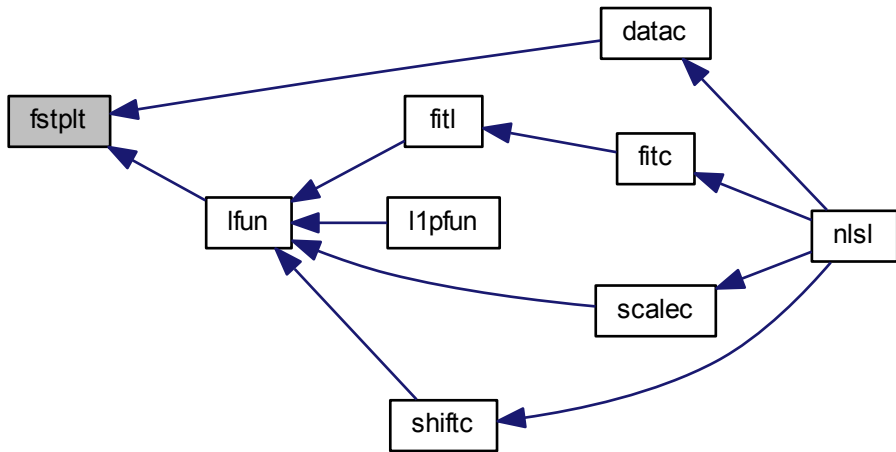 fstplt
datac
fitl
fitc
lfun
l1pfun
nlsl
scalec
shiftc